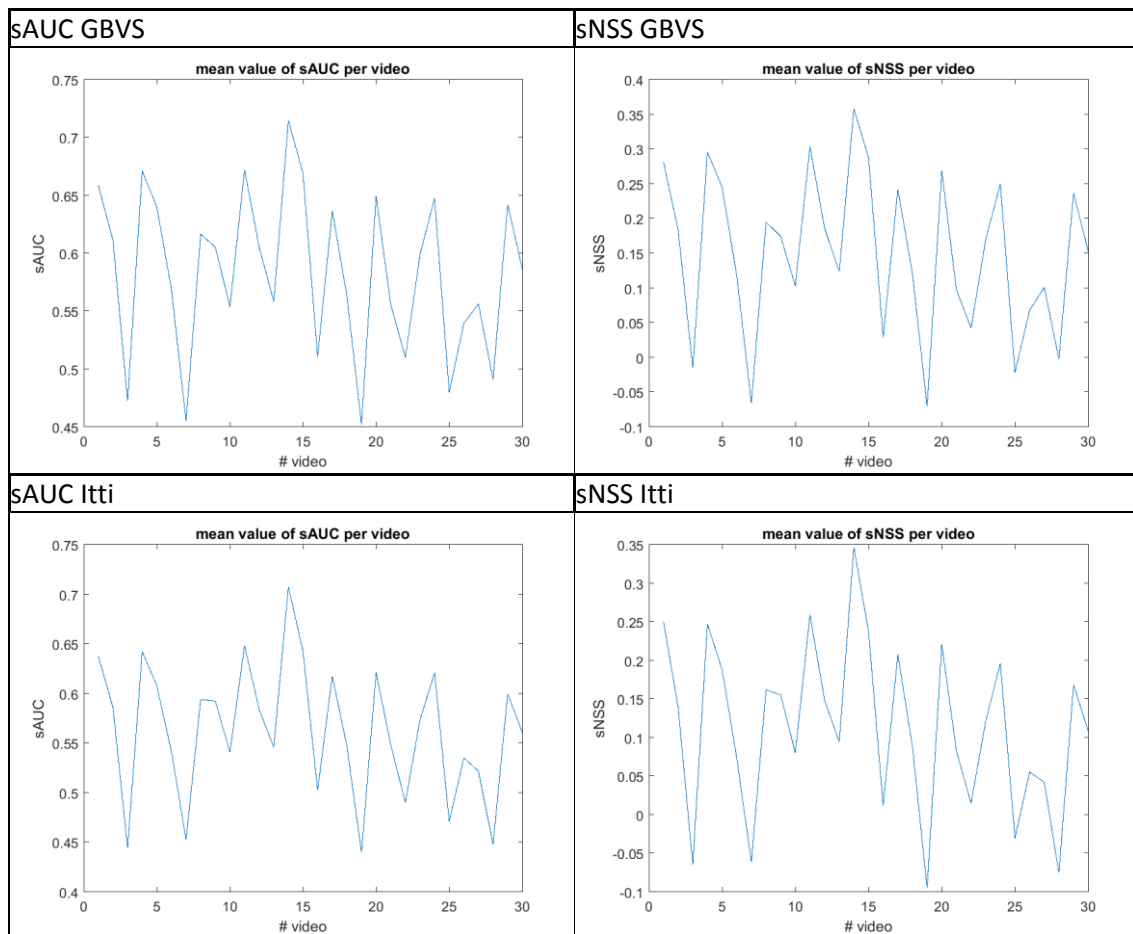 sAUC GBVS
sNSS GBVS
mean value of sAUC per video
0.75
0.7
0.65
0.6
0.55
0.5
0.45
sAUC
0 5 10 15 20 25 30
# video
mean value of sNSS per video
0.4
0.35
0.3
0.25
0.2
0.15
0.1
0.05
0
-0.05
-0.1
sNSS
0 5 10 15 20 25 30
# video
sAUC Itti
sNSS Itti
mean value of sAUC per video
0.75
0.7
0.65
0.6
0.55
0.5
0.45
0.4
sAUC
0 5 10 15 20 25 30
# video
mean value of sNSS per video
0.35
0.3
0.25
0.2
0.15
0.1
0.05
0
-0.05
-0.1
sNSS
0 5 10 15 20 25 30
# video